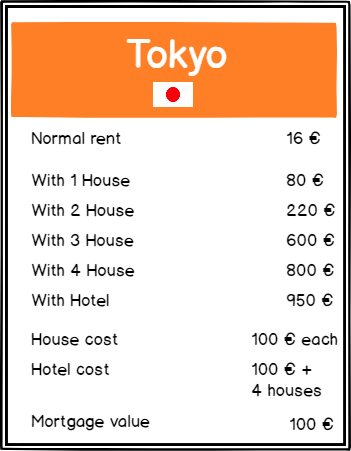 Tokyo
Normal rent 16 €
With 1 House 80 €
With 2 House 220 €
With 3 House 600 €
With 4 House 800 €
With Hotel 950 €
House cost 100 € each
Hotel cost 100 € +
4 houses
Mortgage value 100 €